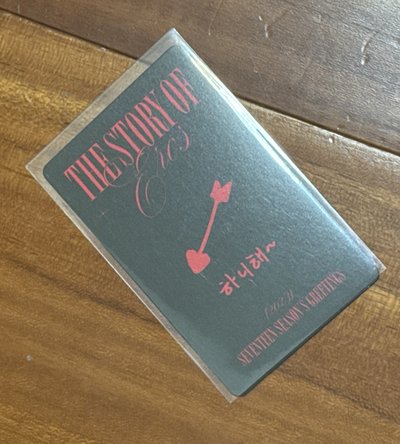 THE STORY OF
Eros
하니해~
SEVENTEEN SEASON'S GREETINGS